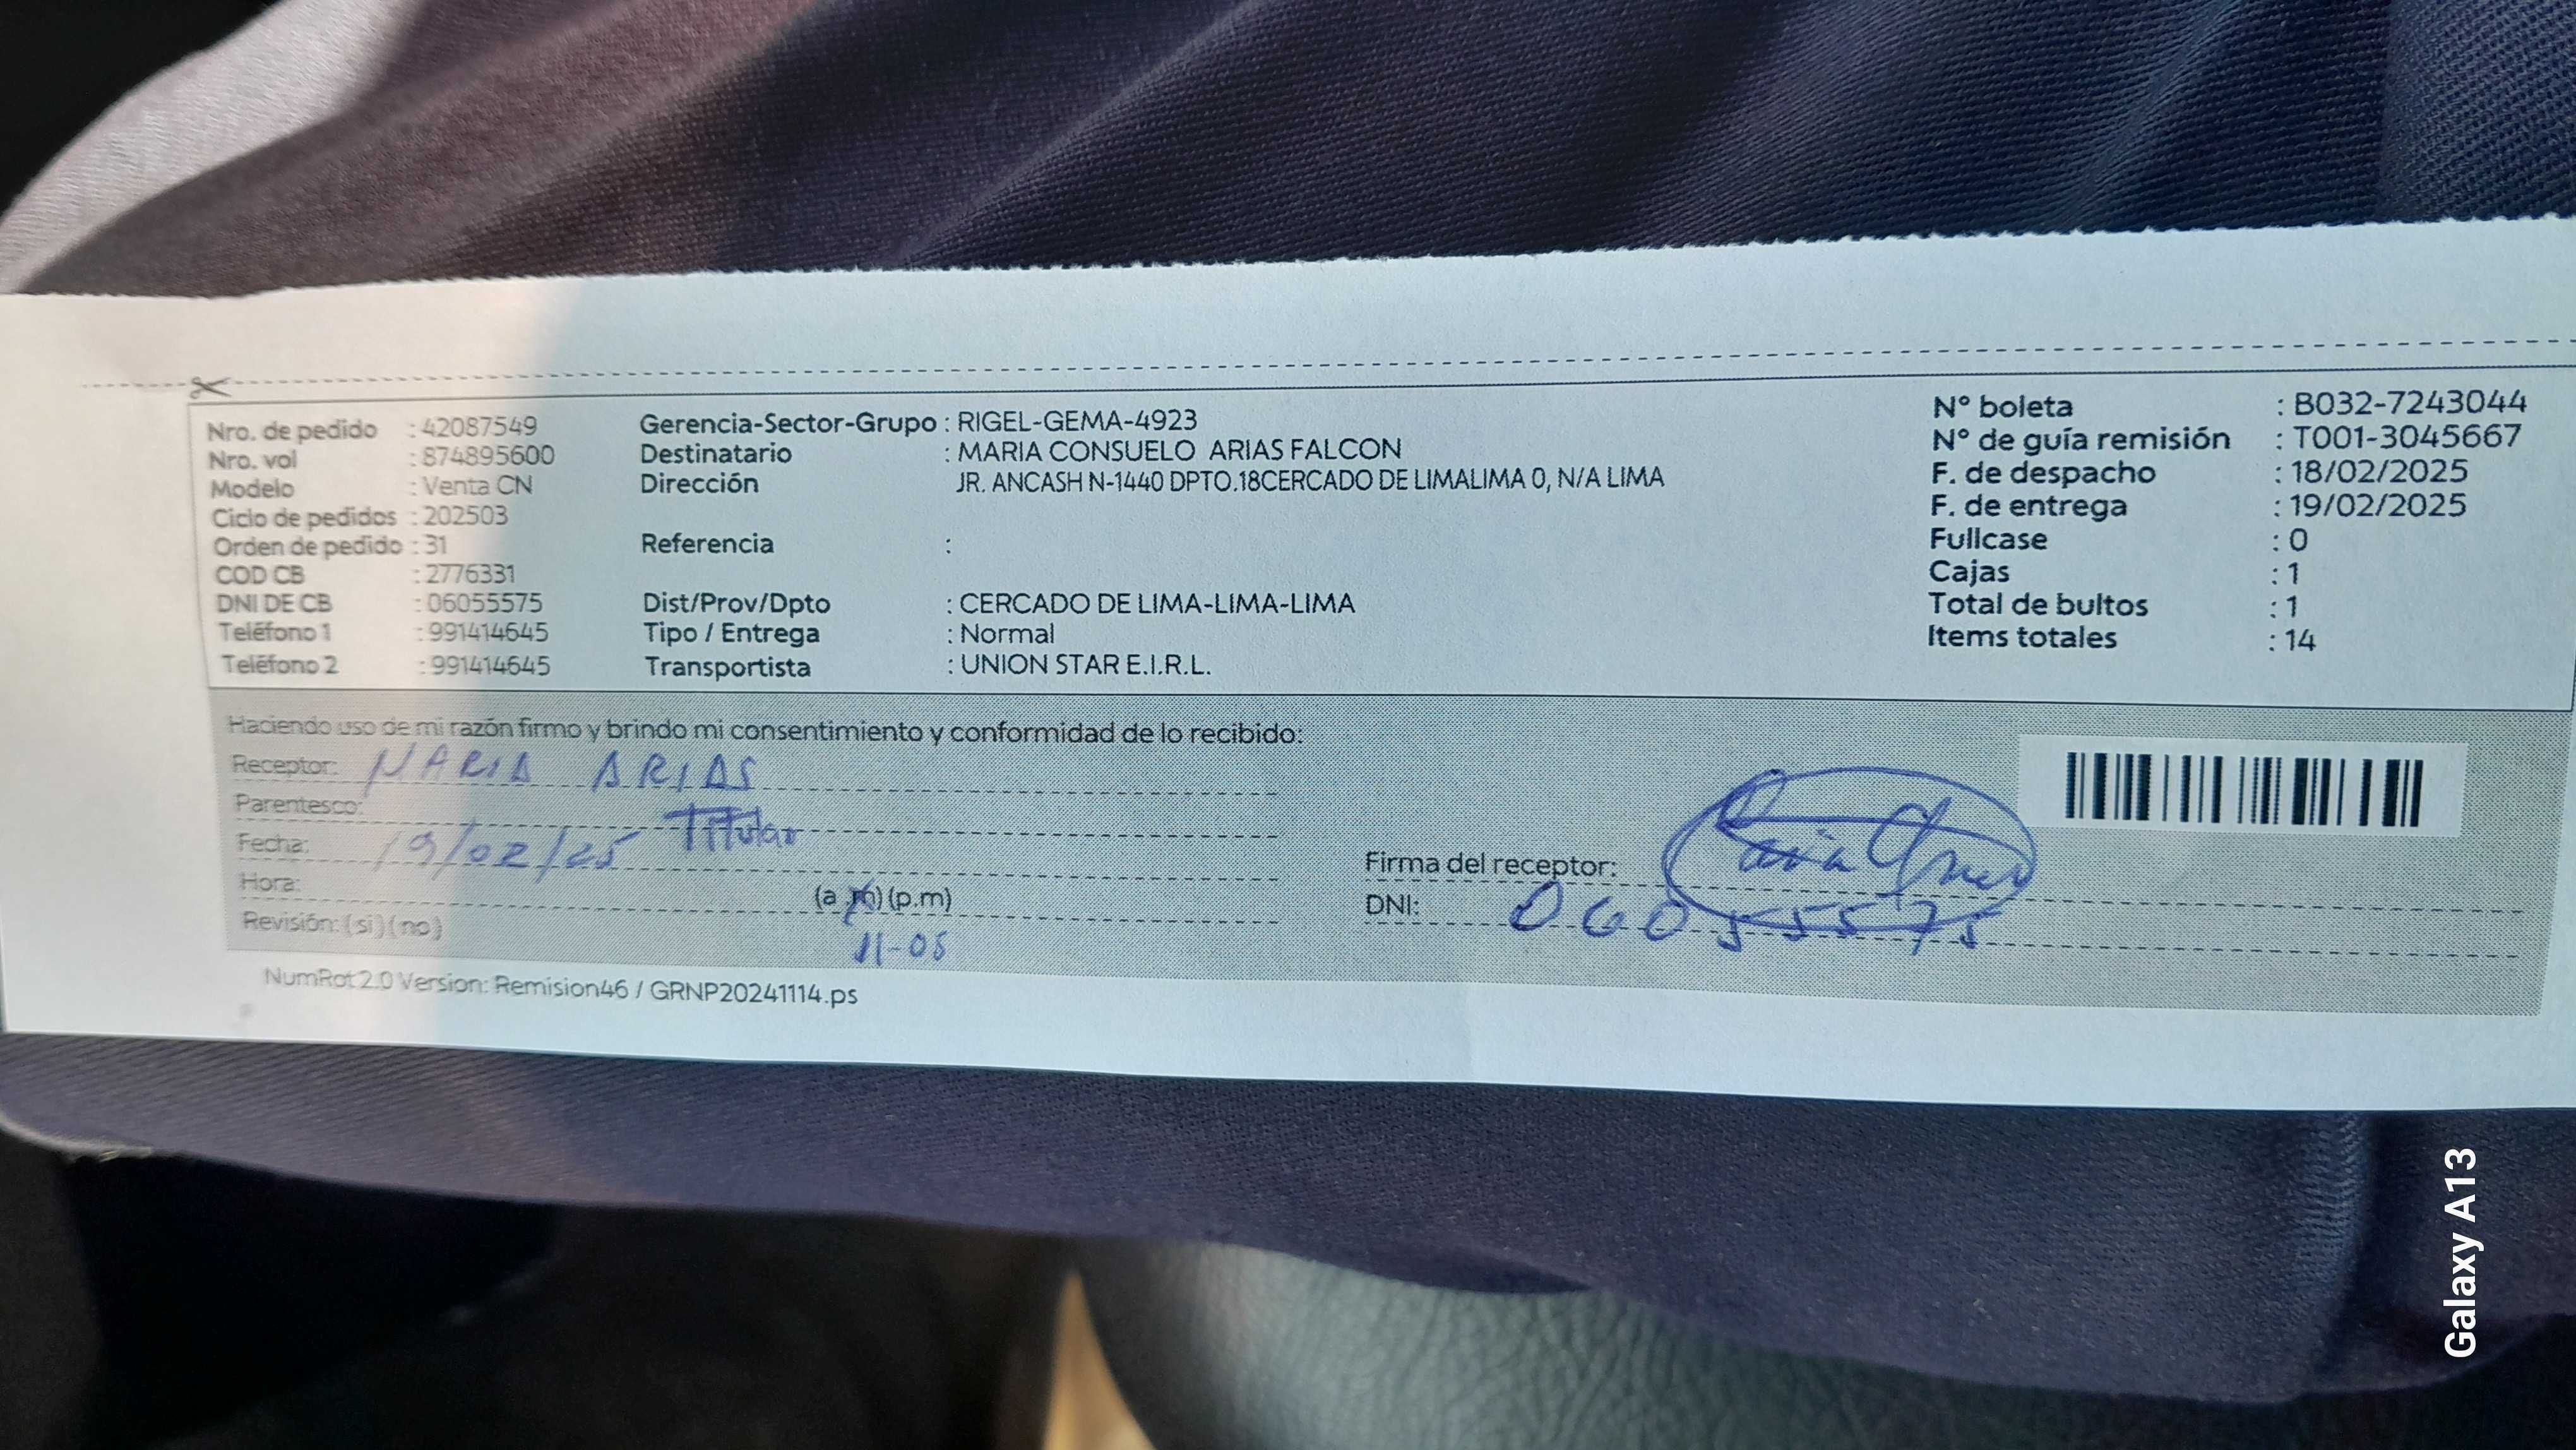 Nro. de pedido : 42087549
Nro. vol : 874895600
Modelo : Venta CN
Ciclo de pedidos : 202503
Orden de pedido : 31
COD CB : 2776331
DNI DE CB : 06055575
Teléfono 1 : 991414645
Teléfono 2 : 991414645
Gerencia-Sector-Grupo : RIGEL-GEMA-4923
Destinatario : MARIA CONSUELO ARIAS FALCON
Dirección JR. ANCASH N-1440 DPTO.18CERCADO DE LIMALIMA 0, N/A LIMA
Referencia :
Dist/Prov/Dpto : CERCADO DE LIMA-LIMA-LIMA
Tipo / Entrega : Normal
Transportista : UNION STAR E.I.R.L.
N° boleta : B032-7243044
N° de guía remisión : T001-3045667
F. de despacho : 18/02/2025
F. de entrega : 19/02/2025
Fullcase : 0
Cajas : 1
Total de bultos : 1
Items totales : 14
Haciendo uso de mi razón firmo y brindo mi consentimiento y conformidad de lo recibido:
Receptor: MARIA ARIAS
Parentesco: Titular
Fecha: 19/02/25
Hora: (a.m) (p.m)
11-05
Revisión: (si) (no)
Firma del receptor:
DNI: 06055575
NumRot2.0 Version: Remision46 / GRNP20241114.ps
Galaxy A13